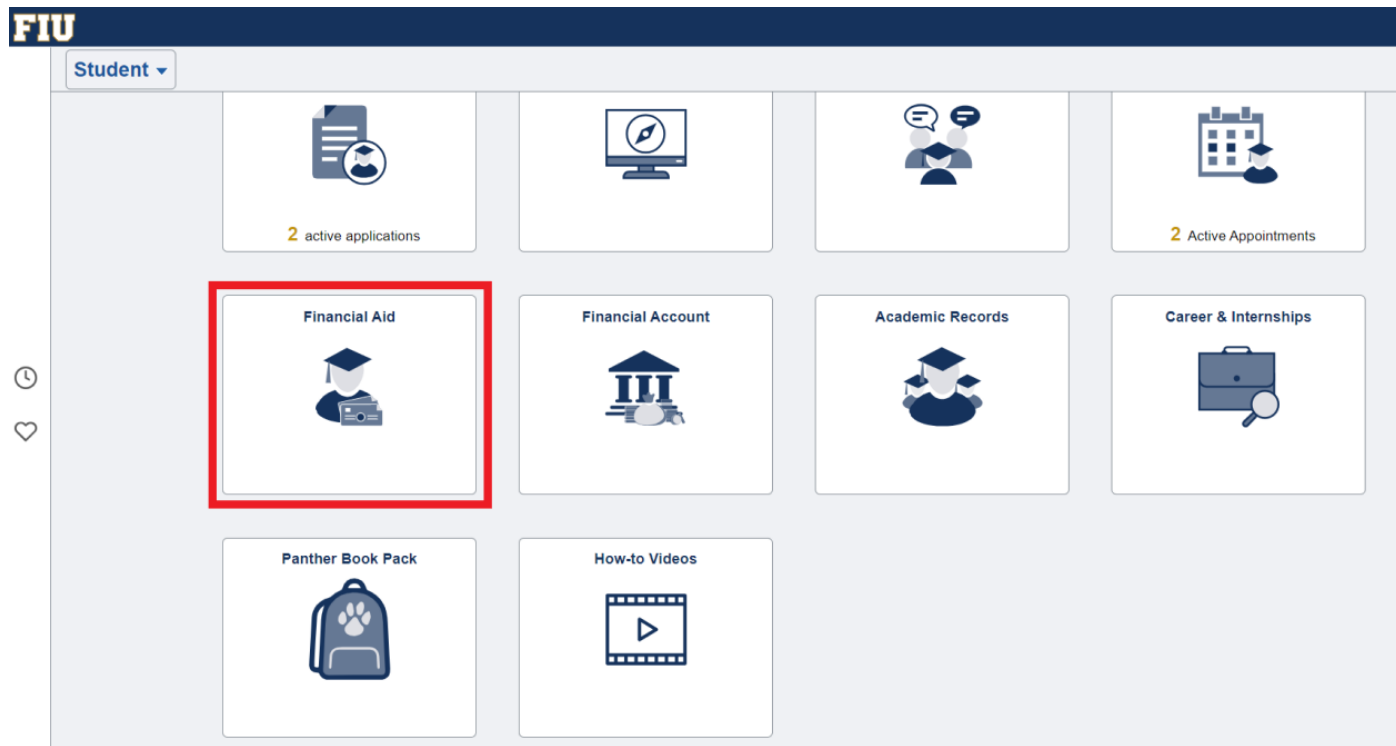 FIU
Student
2 active applications
2 Active Appointments
Financial Aid
Financial Account
Academic Records
Career & Internships
Panther Book Pack
How-to Videos